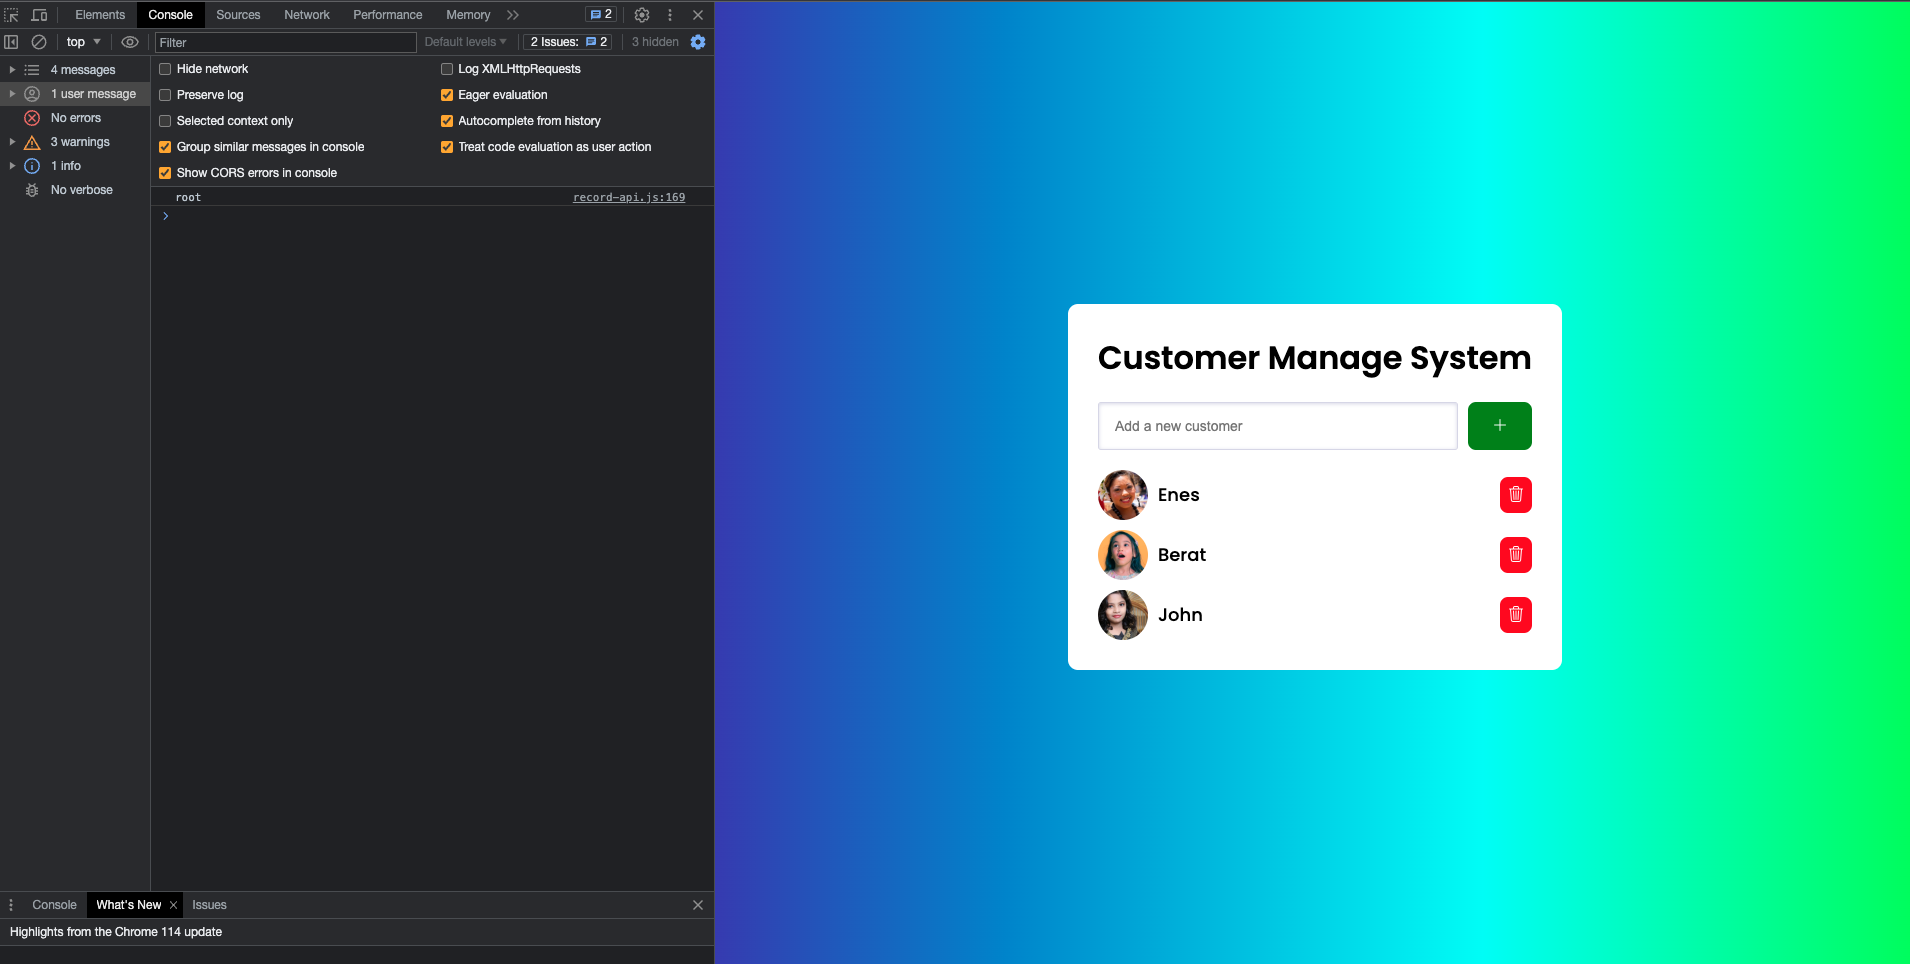 Elements Console Sources Network Performance Memory 2
top Filter Default levels 2 Issues: 2 3 hidden
4 messages
1 user message
No errors
3 warnings
1 info
No verbose
Hide network Log XMLHttpRequests
Preserve log Eager evaluation
Selected context only Autocomplete from history
Group similar messages in console Treat code evaluation as user action
Show CORS errors in console
root record-api.js:169
Console What's New Issues
Highlights from the Chrome 114 update
Customer Manage System
Add a new customer
Enes
Berat
John